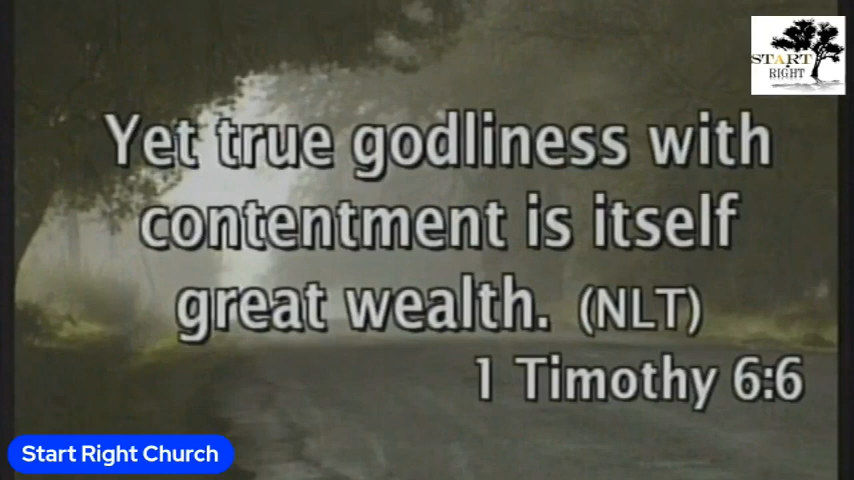 START
RIGHT
Yet true godliness with
contentment is itself
great wealth. (NLT)
1 Timothy 6:6
Start Right Church